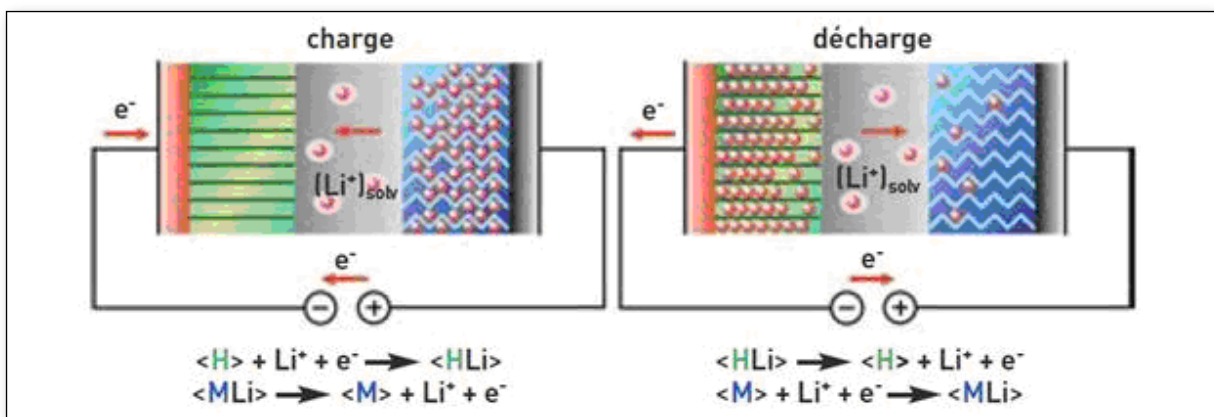 charge
e⁻
(Li⁺)solv
e⁻
− +
<H> + Li⁺ + e⁻ → <HLi>
<MLi> → <M> + Li⁺ + e⁻
décharge
e⁻
(Li⁺)solv
e⁻
− +
<HLi> → <H> + Li⁺ + e⁻
<M> + Li⁺ + e⁻ → <MLi>